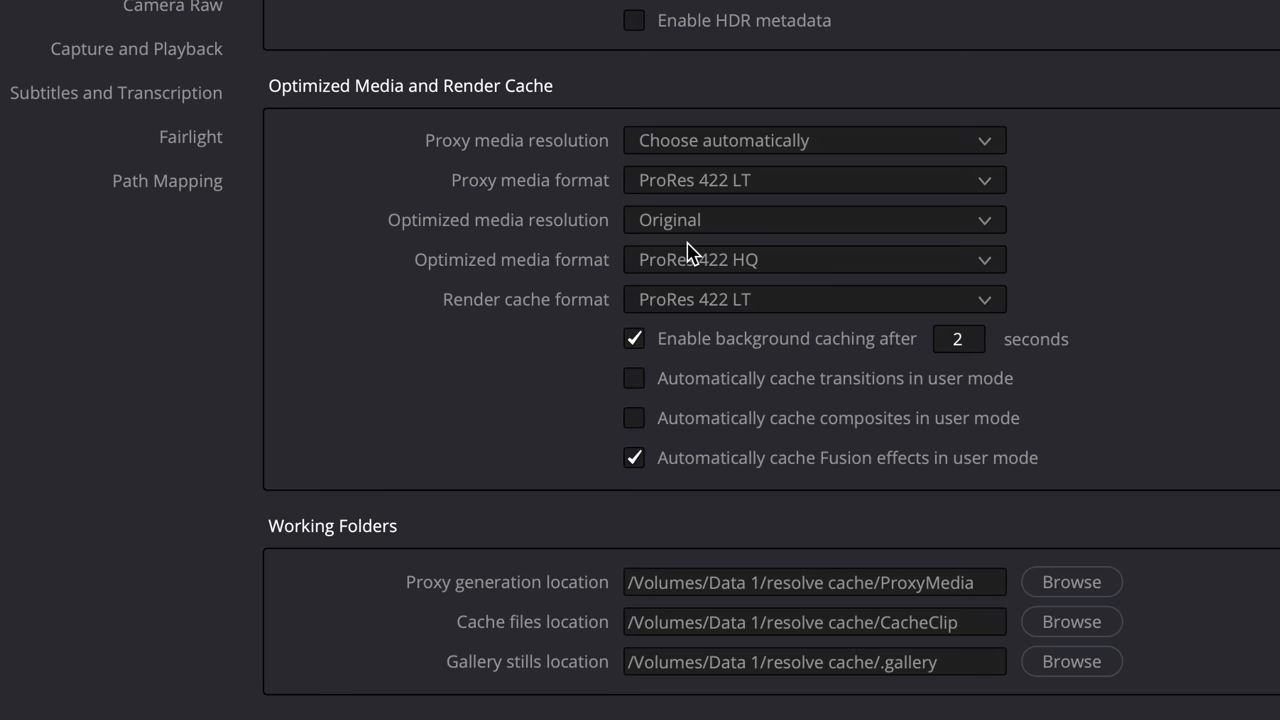 Camera Raw
Capture and Playback
Subtitles and Transcription
Fairlight
Path Mapping
Enable HDR metadata
Optimized Media and Render Cache
Proxy media resolution Choose automatically
Proxy media format ProRes 422 LT
Optimized media resolution Original
Optimized media format ProRes 422 HQ
Render cache format ProRes 422 LT
Enable background caching after 2 seconds
Automatically cache transitions in user mode
Automatically cache composites in user mode
Automatically cache Fusion effects in user mode
Working Folders
Proxy generation location /Volumes/Data 1/resolve cache/ProxyMedia Browse
Cache files location /Volumes/Data 1/resolve cache/CacheClip Browse
Gallery stills location /Volumes/Data 1/resolve cache/.gallery Browse